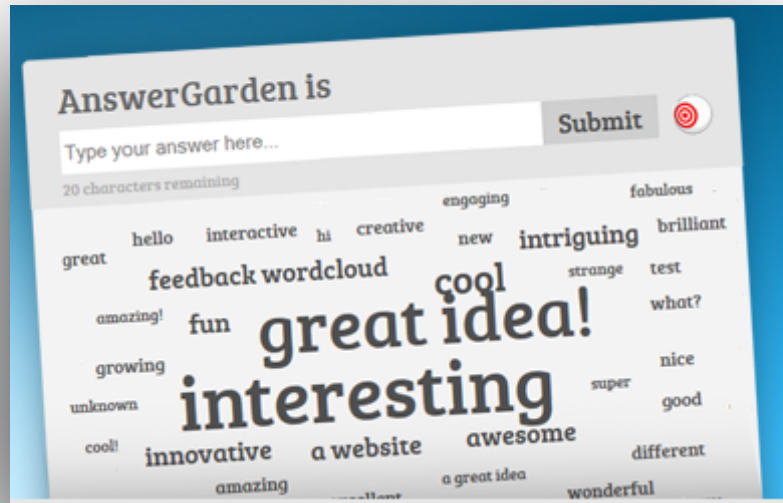 AnswerGarden is
Type your answer here...
Submit
20 characters remaining
engaging
fabulous
great
hello
interactive
hi
creative
new
intriguing
brilliant
feedback wordcloud
cool
strange
test
amazing!
fun
great idea!
what?
growing
interesting
super
nice
unknown
good
cool!
innovative
a website
awesome
different
amazing
a great idea
wonderful